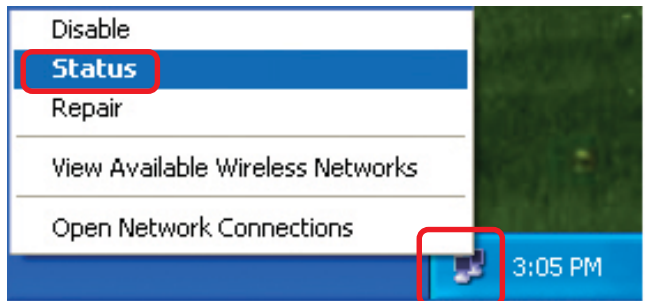 Disable
Status
Repair
View Available Wireless Networks
Open Network Connections
3:05 PM